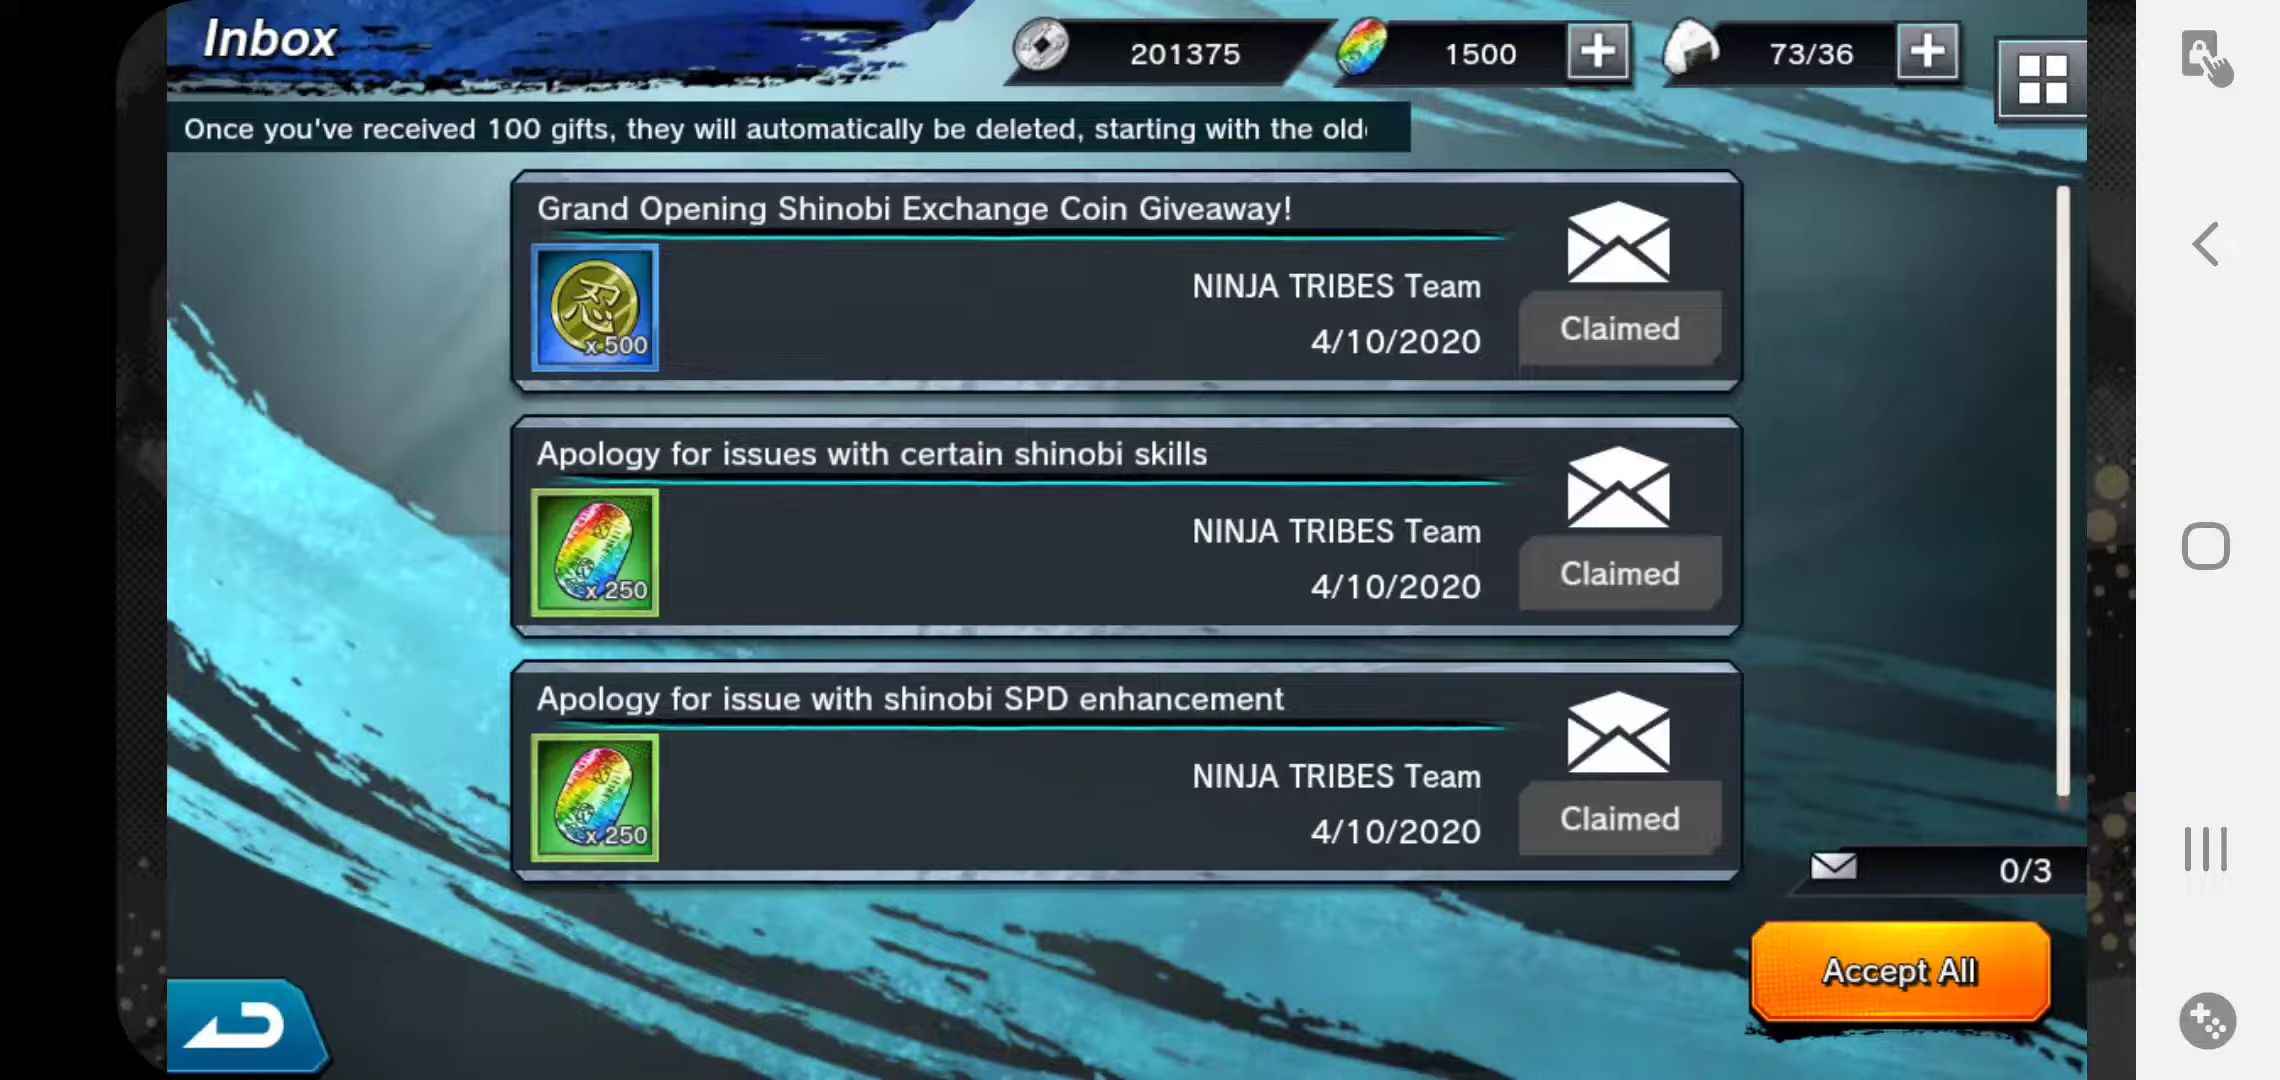 Inbox
201375
1500
73/36
Once you've received 100 gifts, they will automatically be deleted, starting with the old
Grand Opening Shinobi Exchange Coin Giveaway!
忍
x 500
NINJA TRIBES Team
4/10/2020
Claimed
Apology for issues with certain shinobi skills
x 250
NINJA TRIBES Team
4/10/2020
Claimed
Apology for issue with shinobi SPD enhancement
x 250
NINJA TRIBES Team
4/10/2020
Claimed
0/3
Accept All